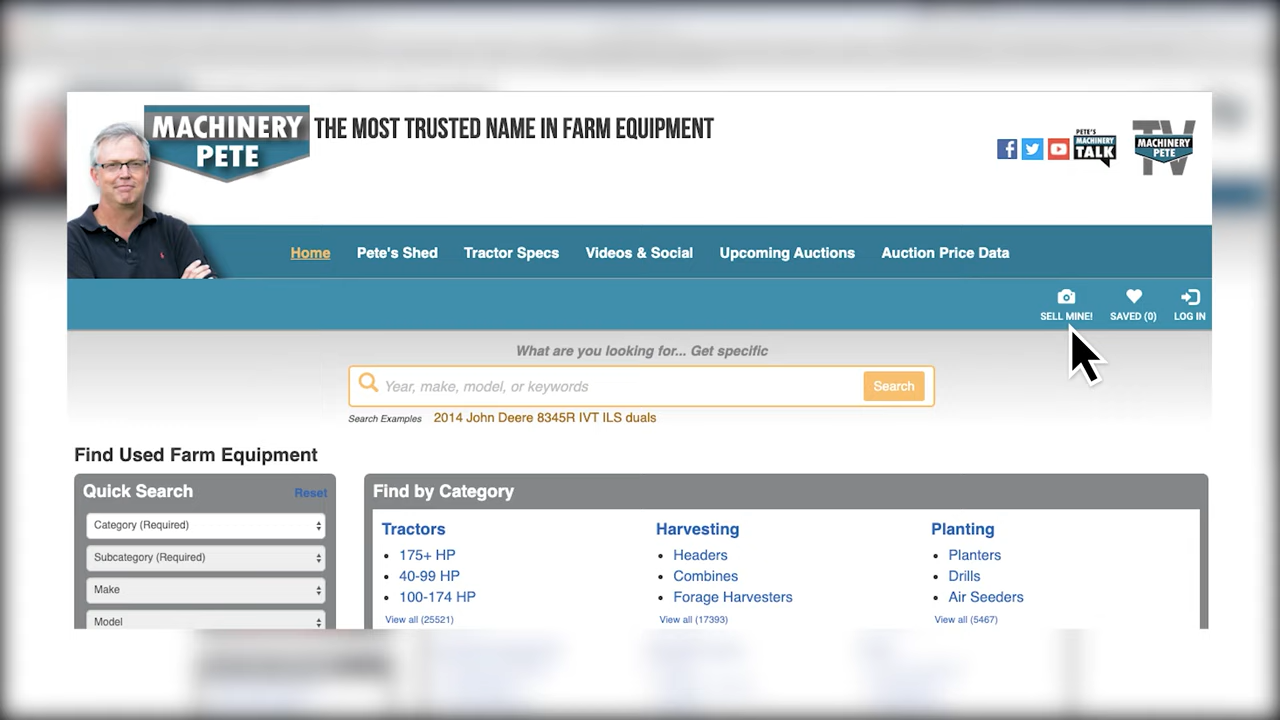 MACHINERY
PETE
THE MOST TRUSTED NAME IN FARM EQUIPMENT
PETE'S
MACHINERY
TALK
TV
MACHINERY
PETE
Home Pete's Shed Tractor Specs Videos & Social Upcoming Auctions Auction Price Data
SELL MINE! SAVED (0) LOG IN
What are you looking for... Get specific
Year, make, model, or keywords Search
Search Examples 2014 John Deere 8345R IVT ILS duals
Find Used Farm Equipment
Quick Search Reset
Category (Required)
Subcategory (Required)
Make
Model
Find by Category
Tractors
175+ HP
40-99 HP
100-174 HP
View all (25521)
Harvesting
Headers
Combines
Forage Harvesters
View all (17393)
Planting
Planters
Drills
Air Seeders
View all (5467)